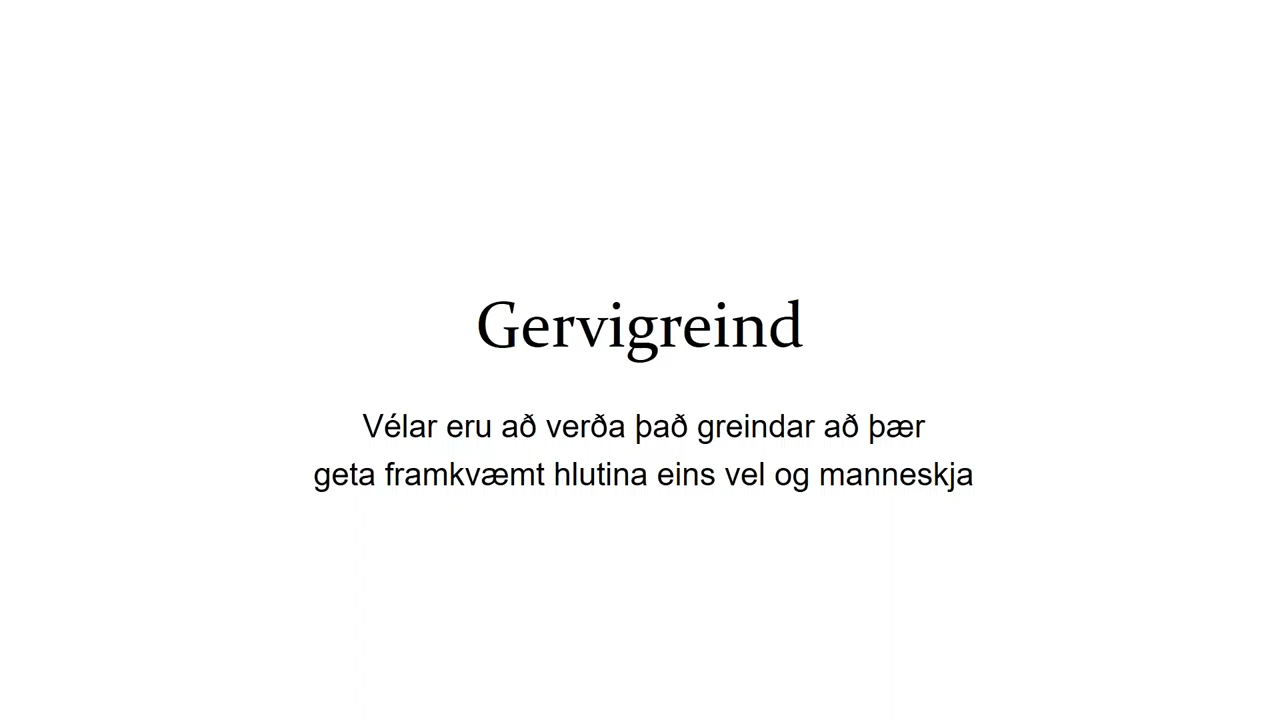 Gervigreind
Vélar eru að verða það greindar að þær
geta framkvæmt hlutina eins vel og manneskja